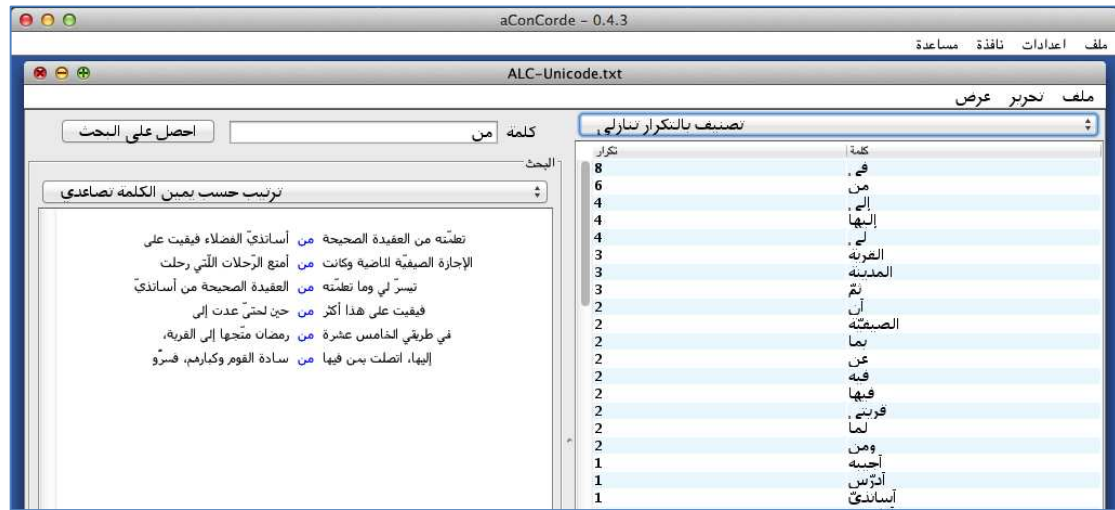 aConCorde - 0.4.3
ملف اعدادات نافذة مساعدة
ALC-Unicode.txt
ملف تحرير عرض
تصنيف بالتكرار تنازلي
كلمة تكرار
في 8
من 6
إلى 4
إليها 4
لي 4
القرية 3
المدينة 3
ثمّ 3
أن 2
الصيفيّة 2
بما 2
عن 2
فيه 2
فيها 2
قريتي 2
لما 2
ومن 2
أجيبه 1
أدرّس 1
أساتذيّ 1
كلمة من احصل على البحث
البحث
ترتيب حسب يمين الكلمة تصاعدي
تعلمّته من العقيدة الصحيحة من أساتذيّ الفضلاء فبقيت على
الإجازة الصيفيّة الماضية وكانت من أمتع الرّحلات اللّتي رحلت
تيسرّ لي وما تعلمّته من العقيدة الصحيحة من أساتذيّ
فبقيت على هذا أكثر من حين لحتىّ عدت إلى
في طريقي الخامس عشرة من رمضان متّجها إلى القرية،
إليها، اتصلت بمن فيها من سادة القوم وكبارهم، فسرّو